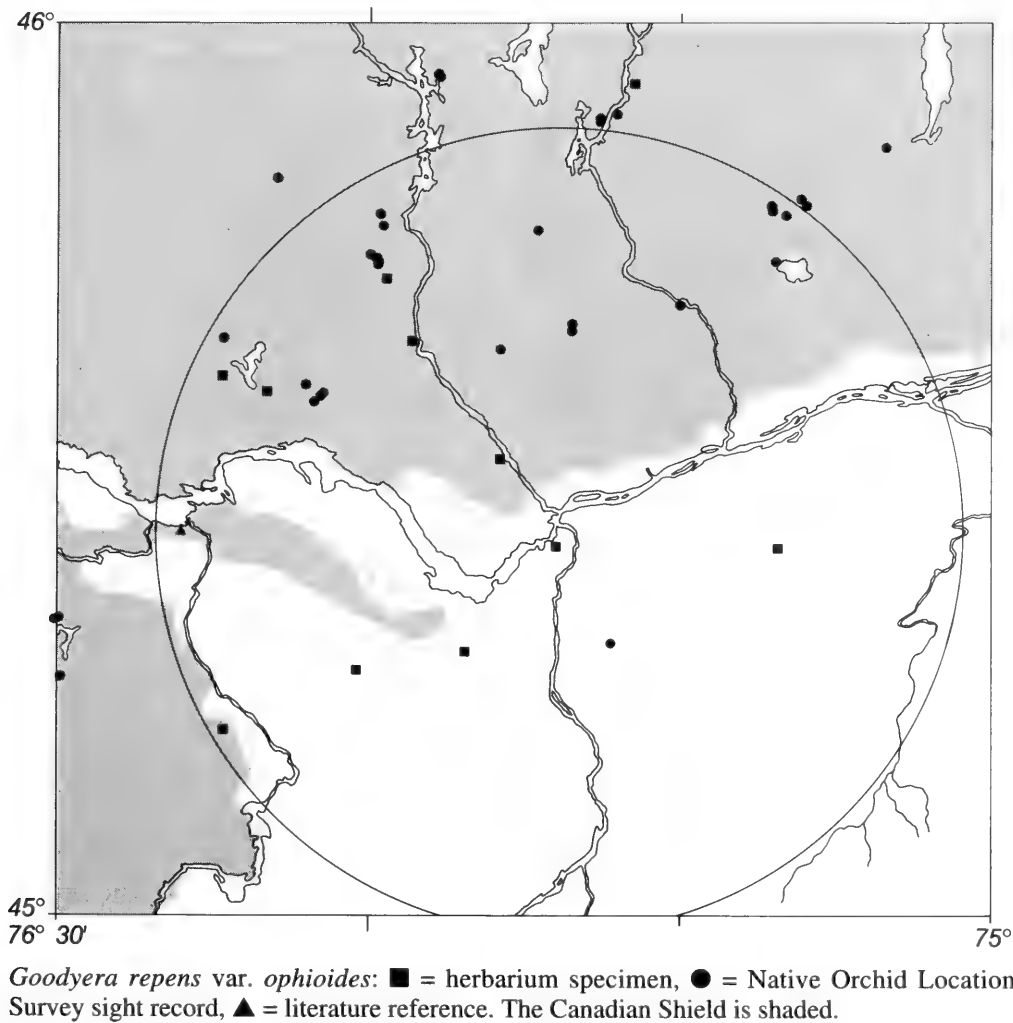 46°
45°
76° 30'
75°
Goodyera repens var. ophioides: ■ = herbarium specimen, ● = Native Orchid Location
Survey sight record, ▲ = literature reference. The Canadian Shield is shaded.